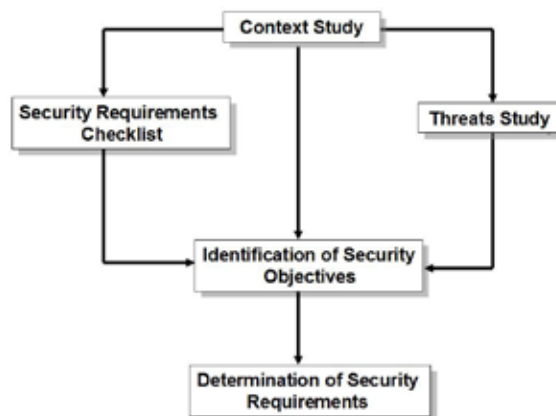 Context Study
Security Requirements
Checklist
Threats Study
Identification of Security
Objectives
Determination of Security
Requirements